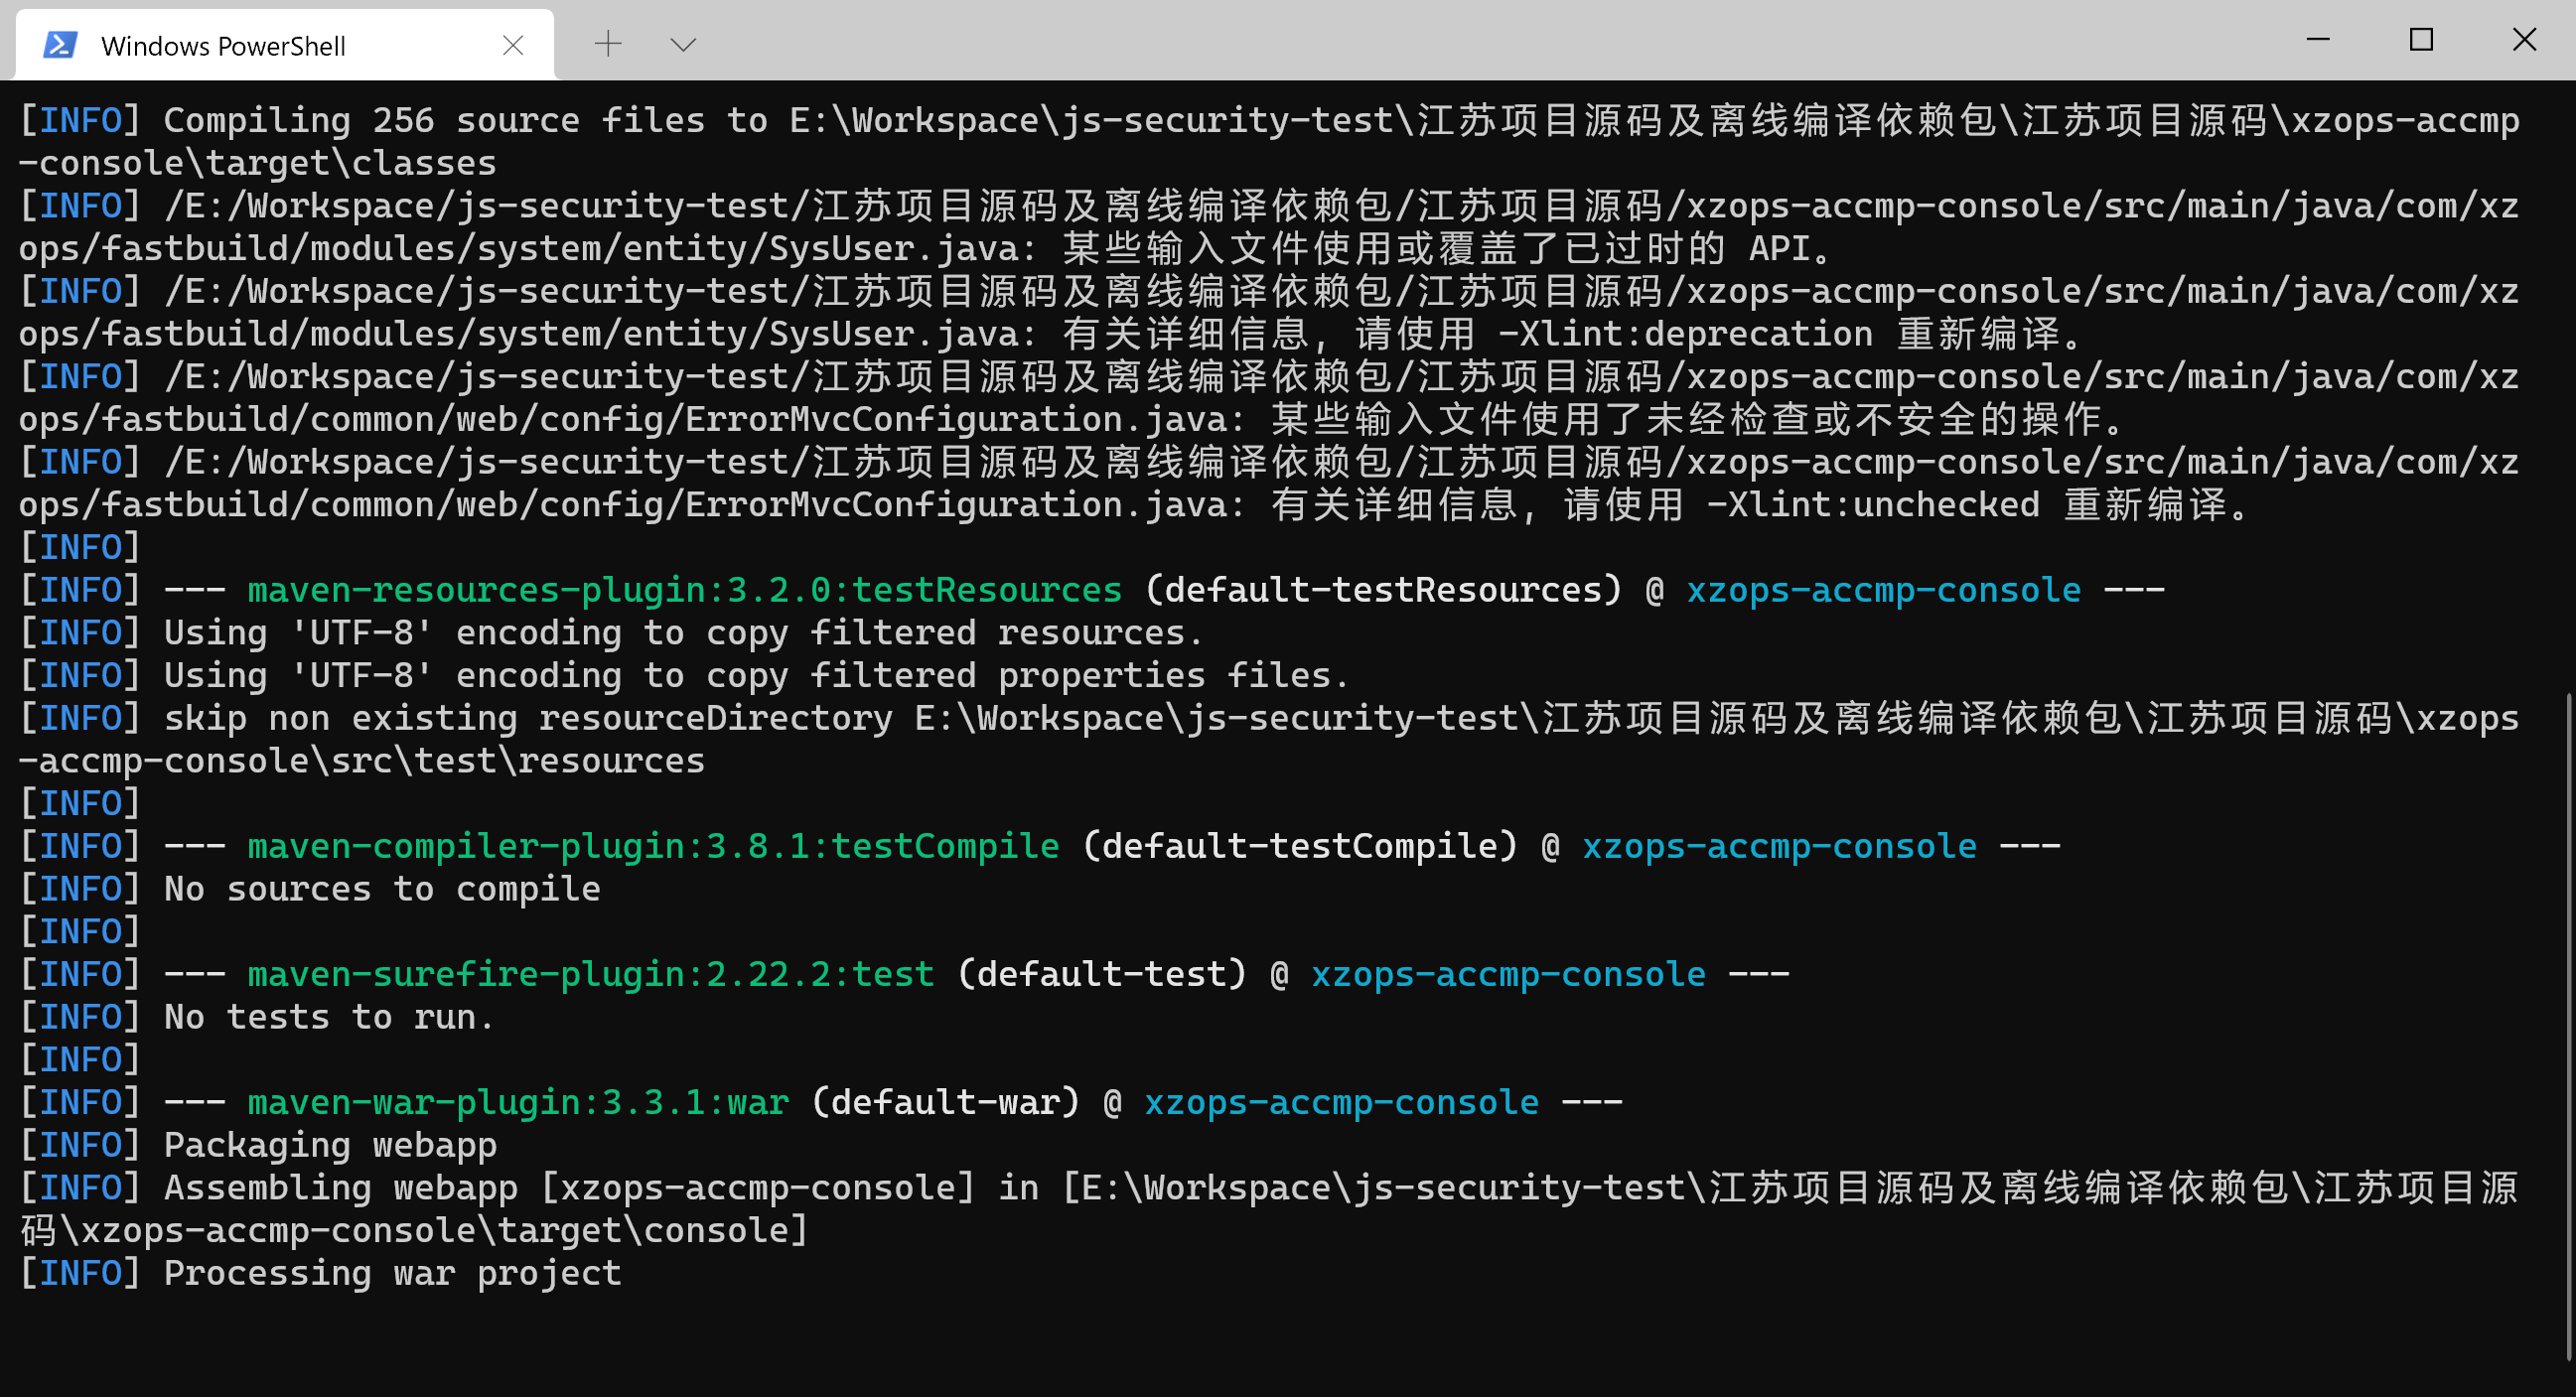 Windows PowerShell
[INFO] Compiling 256 source files to E:\Workspace\js-security-test\江苏项目源码及离线编译依赖包\江苏项目源码\xzops-accmp
-console\target\classes
[INFO] /E:/Workspace/js-security-test/江苏项目源码及离线编译依赖包/江苏项目源码/xzops-accmp-console/src/main/java/com/xz
ops/fastbuild/modules/system/entity/SysUser.java: 某些输入文件使用或覆盖了已过时的 API。
[INFO] /E:/Workspace/js-security-test/江苏项目源码及离线编译依赖包/江苏项目源码/xzops-accmp-console/src/main/java/com/xz
ops/fastbuild/modules/system/entity/SysUser.java: 有关详细信息, 请使用 -Xlint:deprecation 重新编译。
[INFO] /E:/Workspace/js-security-test/江苏项目源码及离线编译依赖包/江苏项目源码/xzops-accmp-console/src/main/java/com/xz
ops/fastbuild/common/web/config/ErrorMvcConfiguration.java: 某些输入文件使用了未经检查或不安全的操作。
[INFO] /E:/Workspace/js-security-test/江苏项目源码及离线编译依赖包/江苏项目源码/xzops-accmp-console/src/main/java/com/xz
ops/fastbuild/common/web/config/ErrorMvcConfiguration.java: 有关详细信息, 请使用 -Xlint:unchecked 重新编译。
[INFO]
[INFO] --- maven-resources-plugin:3.2.0:testResources (default-testResources) @ xzops-accmp-console ---
[INFO] Using 'UTF-8' encoding to copy filtered resources.
[INFO] Using 'UTF-8' encoding to copy filtered properties files.
[INFO] skip non existing resourceDirectory E:\Workspace\js-security-test\江苏项目源码及离线编译依赖包\江苏项目源码\xzops
-accmp-console\src\test\resources
[INFO]
[INFO] --- maven-compiler-plugin:3.8.1:testCompile (default-testCompile) @ xzops-accmp-console ---
[INFO] No sources to compile
[INFO]
[INFO] --- maven-surefire-plugin:2.22.2:test (default-test) @ xzops-accmp-console ---
[INFO] No tests to run.
[INFO]
[INFO] --- maven-war-plugin:3.3.1:war (default-war) @ xzops-accmp-console ---
[INFO] Packaging webapp
[INFO] Assembling webapp [xzops-accmp-console] in [E:\Workspace\js-security-test\江苏项目源码及离线编译依赖包\江苏项目源
码\xzops-accmp-console\target\console]
[INFO] Processing war project